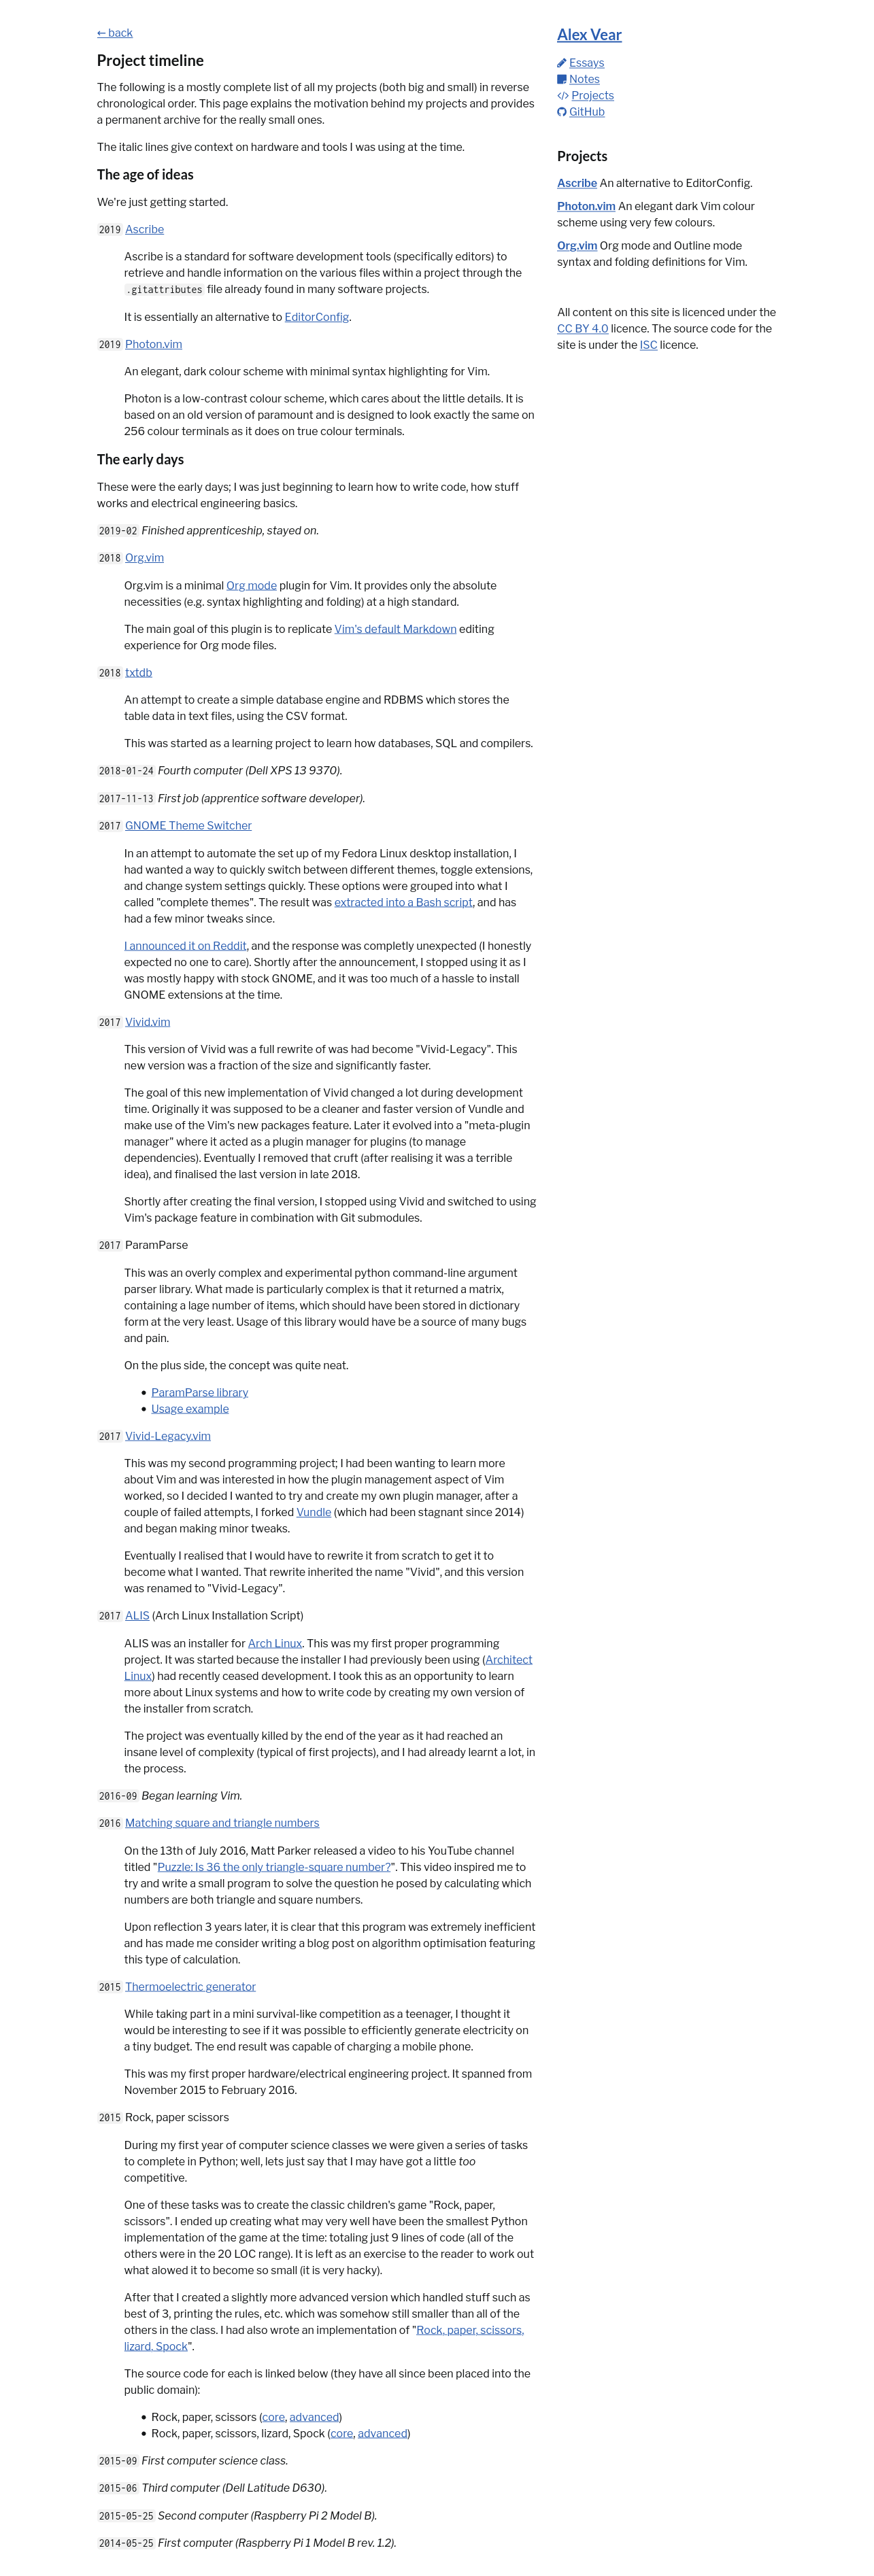 ← back
Project timeline
The following is a mostly complete list of all my projects (both big and small) in reverse
chronological order. This page explains the motivation behind my projects and provides
a permanent archive for the really small ones.
The italic lines give context on hardware and tools I was using at the time.
The age of ideas
We're just getting started.
2019 Ascribe
Ascribe is a standard for software development tools (specifically editors) to
retrieve and handle information on the various files within a project through the
.gitattributes file already found in many software projects.
It is essentially an alternative to EditorConfig.
2019 Photon.vim
An elegant, dark colour scheme with minimal syntax highlighting for Vim.
Photon is a low-contrast colour scheme, which cares about the little details. It is
based on an old version of paramount and is designed to look exactly the same on
256 colour terminals as it does on true colour terminals.
The early days
These were the early days; I was just beginning to learn how to write code, how stuff
works and electrical engineering basics.
2019-02 Finished apprenticeship, stayed on.
2018 Org.vim
Org.vim is a minimal Org mode plugin for Vim. It provides only the absolute
necessities (e.g. syntax highlighting and folding) at a high standard.
The main goal of this plugin is to replicate Vim's default Markdown editing
experience for Org mode files.
2018 txtdb
An attempt to create a simple database engine and RDBMS which stores the
table data in text files, using the CSV format.
This was started as a learning project to learn how databases, SQL and compilers.
2018-01-24 Fourth computer (Dell XPS 13 9370).
2017-11-13 First job (apprentice software developer).
2017 GNOME Theme Switcher
In an attempt to automate the set up of my Fedora Linux desktop installation, I
had wanted a way to quickly switch between different themes, toggle extensions,
and change system settings quickly. These options were grouped into what I
called "complete themes". The result was extracted into a Bash script, and has
had a few minor tweaks since.
I announced it on Reddit, and the response was completly unexpected (I honestly
expected no one to care). Shortly after the announcement, I stopped using it as I
was mostly happy with stock GNOME, and it was too much of a hassle to install
GNOME extensions at the time.
2017 Vivid.vim
This version of Vivid was a full rewrite of was had become "Vivid-Legacy". This
new version was a fraction of the size and significantly faster.
The goal of this new implementation of Vivid changed a lot during development
time. Originally it was supposed to be a cleaner and faster version of Vundle and
make use of the Vim's new packages feature. Later it evolved into a "meta-plugin
manager" where it acted as a plugin manager for plugins (to manage
dependencies). Eventually I removed that cruft (after realising it was a terrible
idea), and finalised the last version in late 2018.
Shortly after creating the final version, I stopped using Vivid and switched to using
Vim's package feature in combination with Git submodules.
2017 ParamParse
This was an overly complex and experimental python command-line argument
parser library. What made is particularly complex is that it returned a matrix,
containing a lage number of items, which should have been stored in dictionary
form at the very least. Usage of this library would have be a source of many bugs
and pain.
On the plus side, the concept was quite neat.
• ParamParse library
• Usage example
2017 Vivid-Legacy.vim
This was my second programming project; I had been wanting to learn more
about Vim and was interested in how the plugin management aspect of Vim
worked, so I decided I wanted to try and create my own plugin manager, after a
couple of failed attempts, I forked Vundle (which had been stagnant since 2014)
and began making minor tweaks.
Eventually I realised that I would have to rewrite it from scratch to get it to
become what I wanted. That rewrite inherited the name "Vivid", and this version
was renamed to "Vivid-Legacy".
2017 ALIS (Arch Linux Installation Script)
ALIS was an installer for Arch Linux. This was my first proper programming
project. It was started because the installer I had previously been using (Architect
Linux) had recently ceased development. I took this as an opportunity to learn
more about Linux systems and how to write code by creating my own version of
the installer from scratch.
The project was eventually killed by the end of the year as it had reached an
insane level of complexity (typical of first projects), and I had already learnt a lot, in
the process.
2016-09 Began learning Vim.
2016 Matching square and triangle numbers
On the 13th of July 2016, Matt Parker released a video to his YouTube channel
titled "Puzzle: Is 36 the only triangle-square number?". This video inspired me to
try and write a small program to solve the question he posed by calculating which
numbers are both triangle and square numbers.
Upon reflection 3 years later, it is clear that this program was extremely inefficient
and has made me consider writing a blog post on algorithm optimisation featuring
this type of calculation.
2015 Thermoelectric generator
While taking part in a mini survival-like competition as a teenager, I thought it
would be interesting to see if it was possible to efficiently generate electricity on
a tiny budget. The end result was capable of charging a mobile phone.
This was my first proper hardware/electrical engineering project. It spanned from
November 2015 to February 2016.
2015 Rock, paper scissors
During my first year of computer science classes we were given a series of tasks
to complete in Python; well, lets just say that I may have got a little too
competitive.
One of these tasks was to create the classic children's game "Rock, paper,
scissors". I ended up creating what may very well have been the smallest Python
implementation of the game at the time: totaling just 9 lines of code (all of the
others were in the 20 LOC range). It is left as an exercise to the reader to work out
what alowed it to become so small (it is very hacky).
After that I created a slightly more advanced version which handled stuff such as
best of 3, printing the rules, etc. which was somehow still smaller than all of the
others in the class. I had also wrote an implementation of "Rock, paper, scissors,
lizard, Spock".
The source code for each is linked below (they have all since been placed into the
public domain):
• Rock, paper, scissors (core, advanced)
• Rock, paper, scissors, lizard, Spock (core, advanced)
2015-09 First computer science class.
2015-06 Third computer (Dell Latitude D630).
2015-05-25 Second computer (Raspberry Pi 2 Model B).
2014-05-25 First computer (Raspberry Pi 1 Model B rev. 1.2).
Alex Vear
Essays
Notes
Projects
GitHub
Projects
Ascribe An alternative to EditorConfig.
Photon.vim An elegant dark Vim colour
scheme using very few colours.
Org.vim Org mode and Outline mode
syntax and folding definitions for Vim.
All content on this site is licenced under the
CC BY 4.0 licence. The source code for the
site is under the ISC licence.